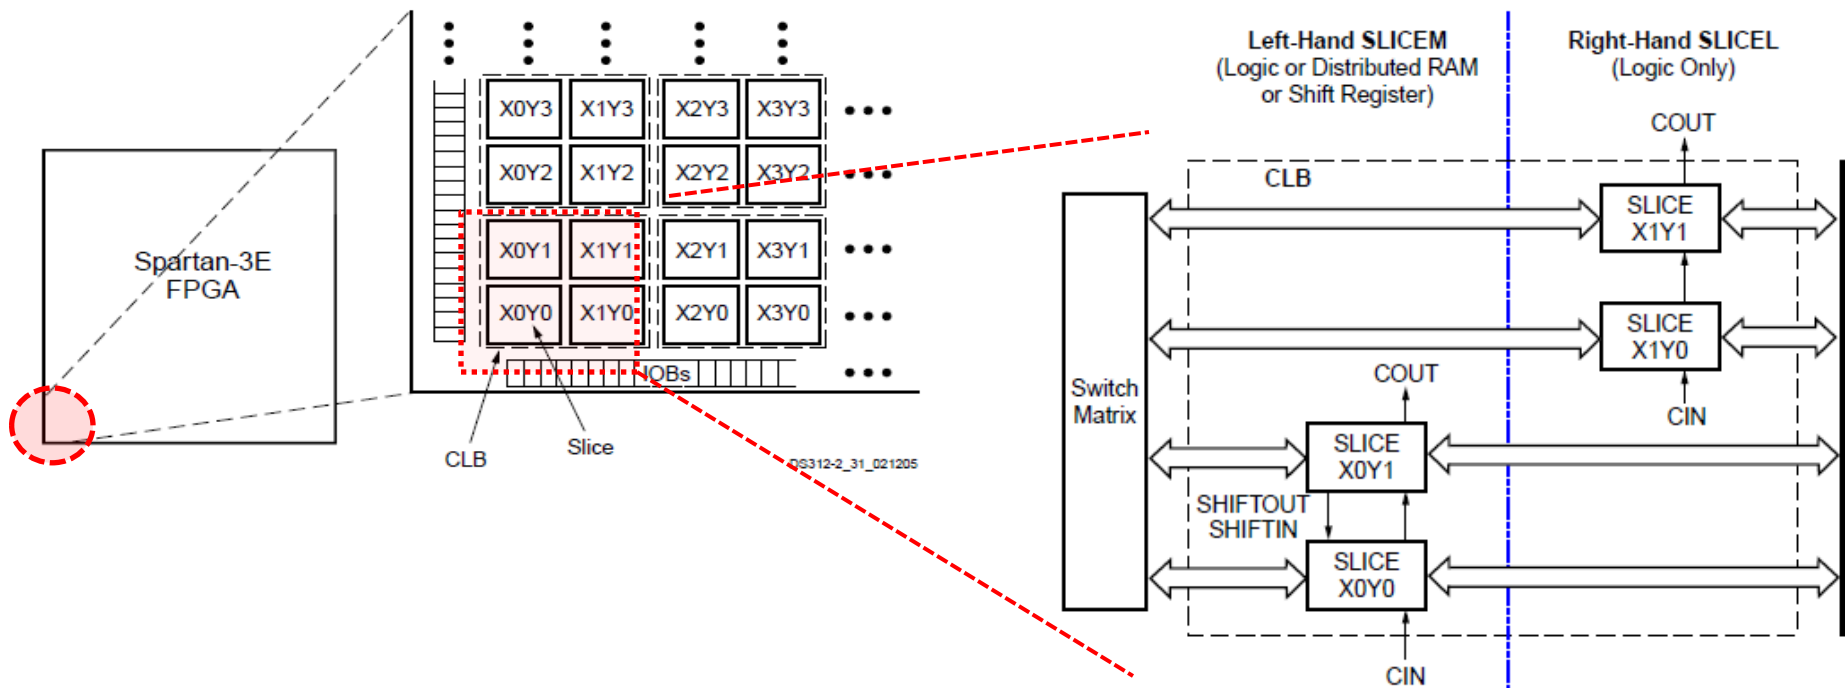 Spartan-3E
FPGA
X0Y3 X1Y3 X2Y3 X3Y3
X0Y2 X1Y2 X2Y2 X3Y2
X0Y1 X1Y1 X2Y1 X3Y1
X0Y0 X1Y0 X2Y0 X3Y0
IOBs
CLB
Slice
DS312-2_31_021205
Left-Hand SLICEM
(Logic or Distributed RAM
or Shift Register)
Right-Hand SLICEL
(Logic Only)
COUT
CLB
SLICE
X1Y1
SLICE
X1Y0
CIN
Switch
Matrix
COUT
SLICE
X0Y1
SHIFTOUT
SHIFTIN
SLICE
X0Y0
CIN